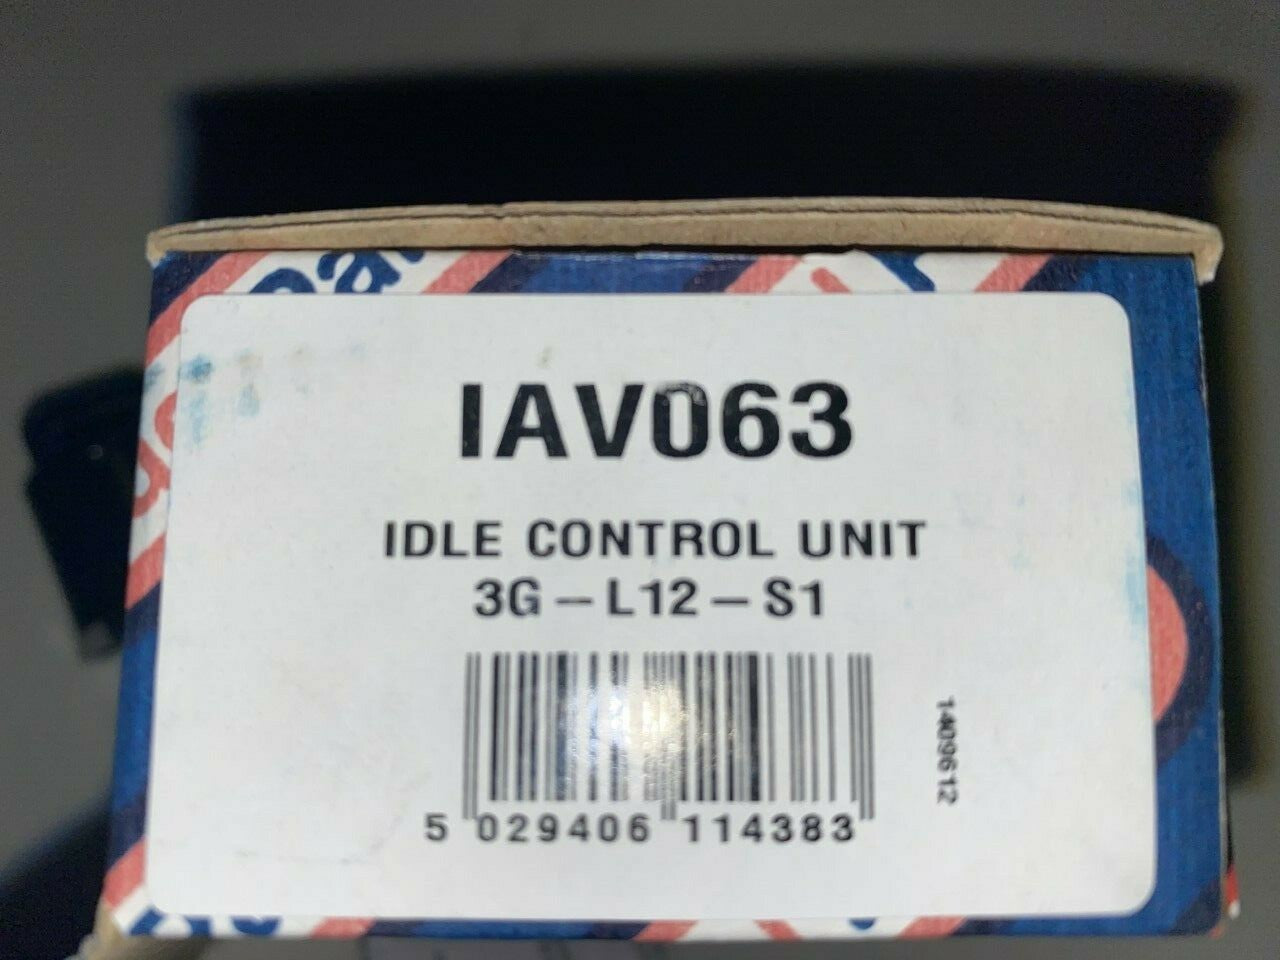 IAV063
IDLE CONTROL UNIT
3G – L12 – S1
5 029406 114383
1409612